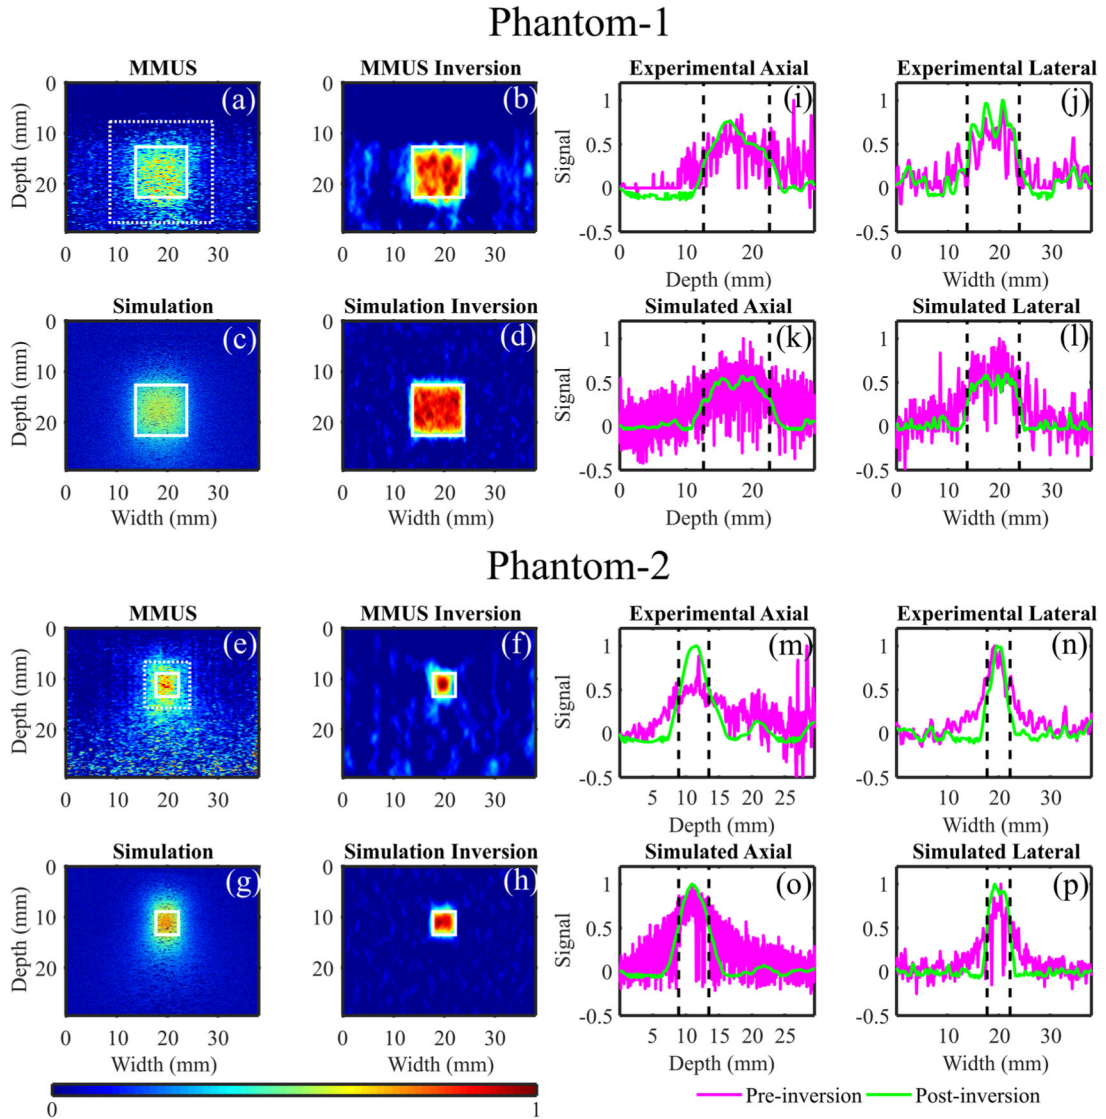 Phantom-1
MMUS
MMUS Inversion
Experimental Axial
Experimental Lateral
(a)
(b)
(i)
(j)
Depth (mm)
0
10
20
0 10 20 30
0 10 20 30
Signal
1
0.5
0
-0.5
0 10 20
Depth (mm)
1
0.5
0
-0.5
0 10 20 30
Width (mm)
Simulation
Simulation Inversion
Simulated Axial
Simulated Lateral
(c)
(d)
(k)
(l)
Depth (mm)
0
10
20
0 10 20 30
Width (mm)
0
10
20
0 10 20 30
Width (mm)
Signal
1
0.5
0
-0.5
0 10 20
Depth (mm)
1
0.5
0
-0.5
0 10 20 30
Width (mm)
Phantom-2
MMUS
MMUS Inversion
Experimental Axial
Experimental Lateral
(e)
(f)
(m)
(n)
Depth (mm)
0
10
20
0 10 20 30
0
10
20
0 10 20 30
Signal
1
0.5
0
-0.5
5 10 15 20 25
Depth (mm)
1
0.5
0
-0.5
10 20 30
Width (mm)
Simulation
Simulation Inversion
Simulated Axial
Simulated Lateral
(g)
(h)
(o)
(p)
Depth (mm)
0
10
20
0 10 20 30
Width (mm)
0
10
20
0 10 20 30
Width (mm)
Signal
1
0.5
0
-0.5
5 10 15 20 25
Depth (mm)
1
0.5
0
-0.5
10 20 30
Width (mm)
0 1
Pre-inversion Post-inversion